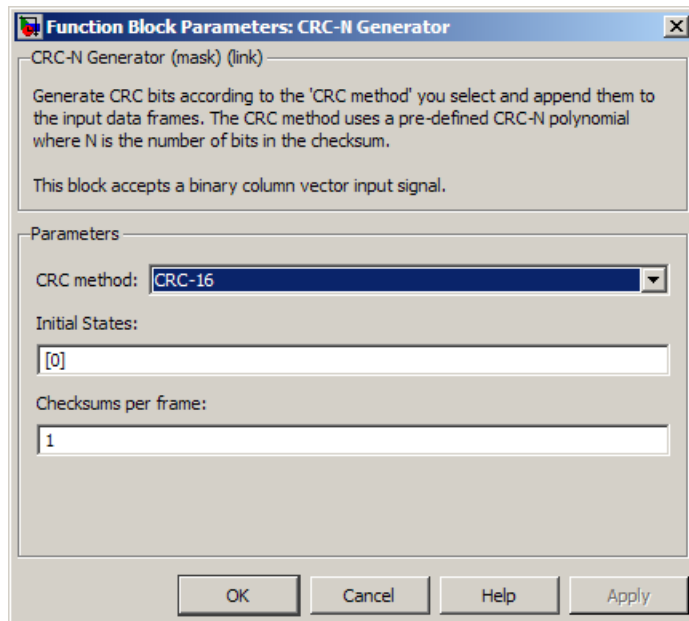 Function Block Parameters: CRC-N Generator
CRC-N Generator (mask) (link)
Generate CRC bits according to the 'CRC method' you select and append them to
the input data frames. The CRC method uses a pre-defined CRC-N polynomial
where N is the number of bits in the checksum.
This block accepts a binary column vector input signal.
Parameters
CRC method: CRC-16
Initial States:
[0]
Checksums per frame:
1
OK Cancel Help Apply